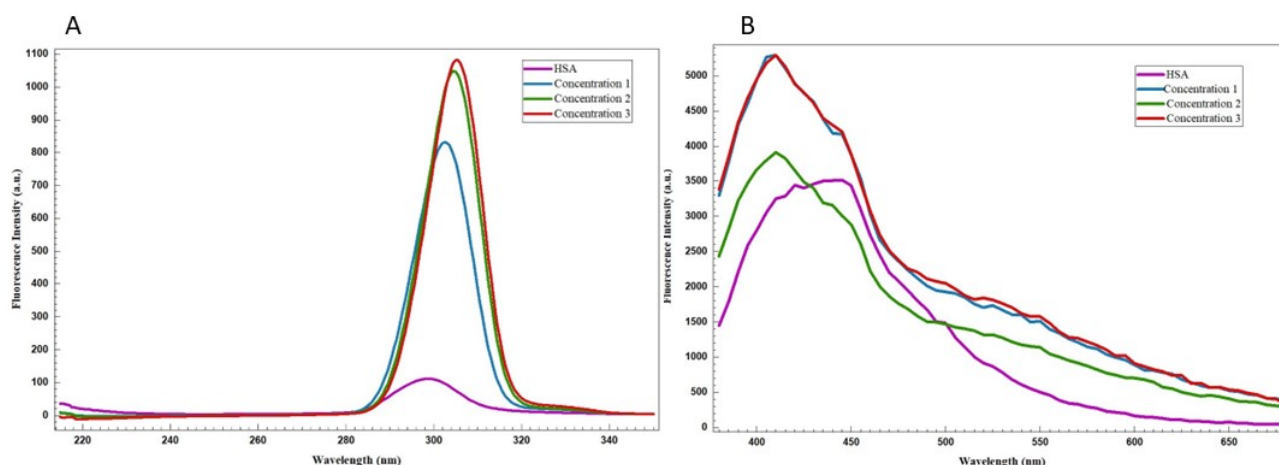 A
B
1100
1000
900
800
700
600
500
400
300
200
100
0
220
240
260
280
300
320
340
Fluorescence Inensity (a.u.)
Wavelength (nm)
HSA
Concentration 1
Concentration 2
Concentration 3
5000
4500
4000
3500
3000
2500
2000
1500
1000
500
0
400
450
500
550
600
650
Fluorescence Intensity (a.u.)
Wavelength (nm)
HSA
Concentration 1
Concentration 2
Concentration 3